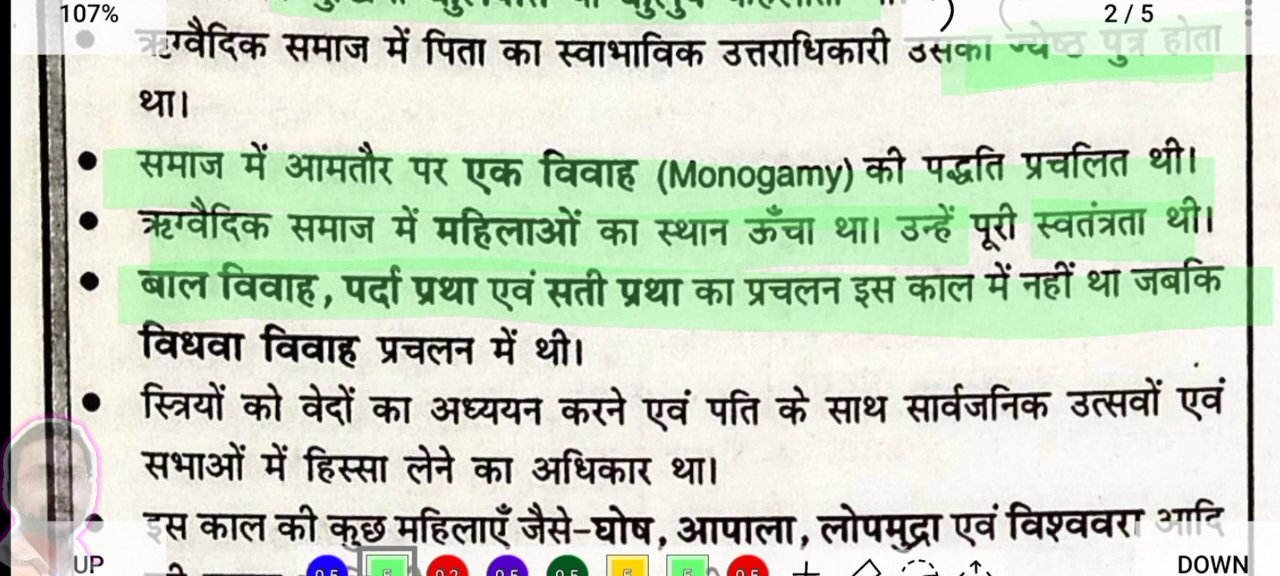 107%
2 / 5
ऋग्वैदिक समाज में पिता का स्वाभाविक उत्तराधिकारी उसका ज्येष्ठ पुत्र होता
था।
• समाज में आमतौर पर एक विवाह (Monogamy) की पद्धति प्रचलित थी।
• ऋग्वैदिक समाज में महिलाओं का स्थान ऊँचा था। उन्हें पूरी स्वतंत्रता थी।
• बाल विवाह, पर्दा प्रथा एवं सती प्रथा का प्रचलन इस काल में नहीं था जबकि
विधवा विवाह प्रचलन में थी।
• स्त्रियों को वेदों का अध्ययन करने एवं पति के साथ सार्वजनिक उत्सवों एवं
सभाओं में हिस्सा लेने का अधिकार था।
• इस काल की कुछ महिलाएँ जैसे-घोष, आपाला, लोपमुद्रा एवं विश्ववरा आदि
UP
DOWN